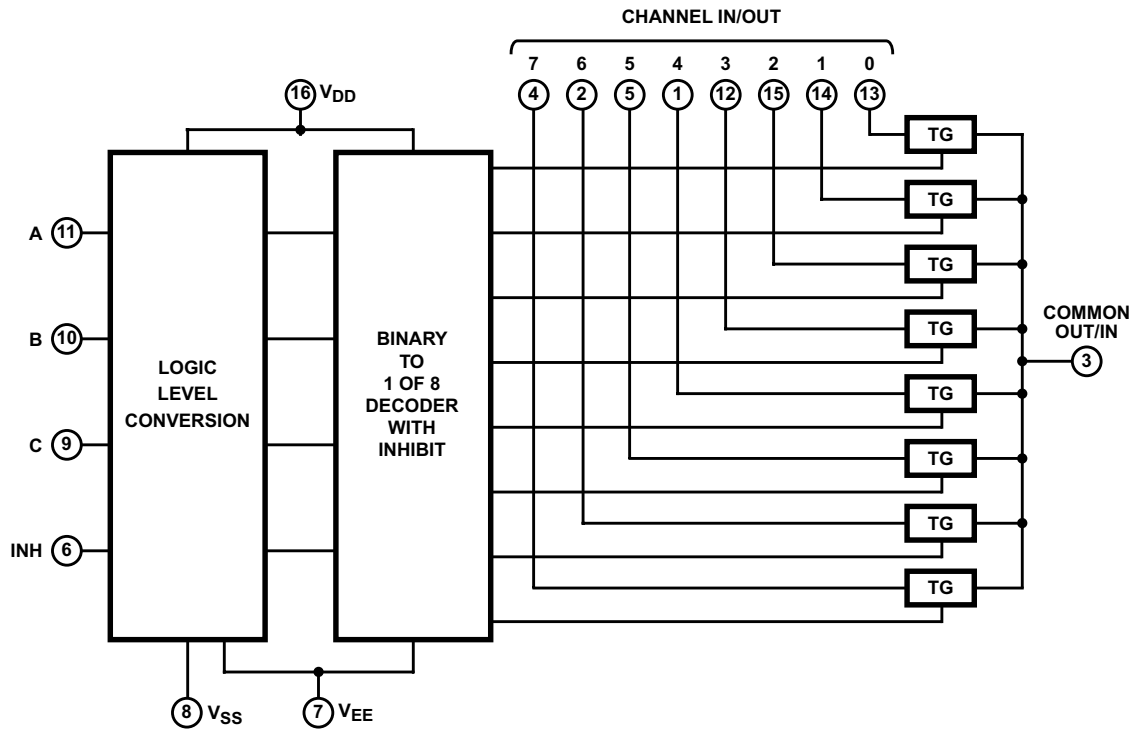 CHANNEL IN/OUT
7 6 5 4 3 2 1 0
4 2 5 1 12 15 14 13
16 VDD
TG
TG
A 11
TG
B 10
TG
COMMON
OUT/IN
3
LOGIC
LEVEL
CONVERSION
BINARY
TO
1 OF 8
DECODER
WITH
INHIBIT
TG
C 9
TG
TG
INH 6
TG
8 VSS
7 VEE